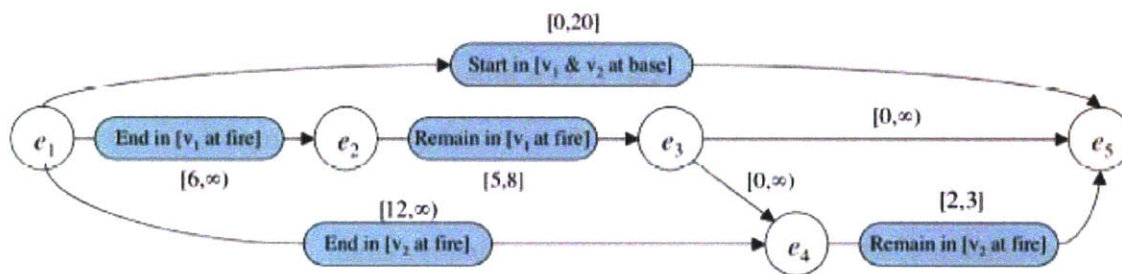 [0,20]
Start in [v₁ & v₂ at base]
e₁
End in [v₁ at fire]
e₂
Remain in [v₁ at fire]
e₃
[0,∞)
e₅
[6,∞)
[5,8]
[0,∞)
[12,∞)
End in [v₂ at fire]
e₄
[2,3]
Remain in [v₂ at fire]